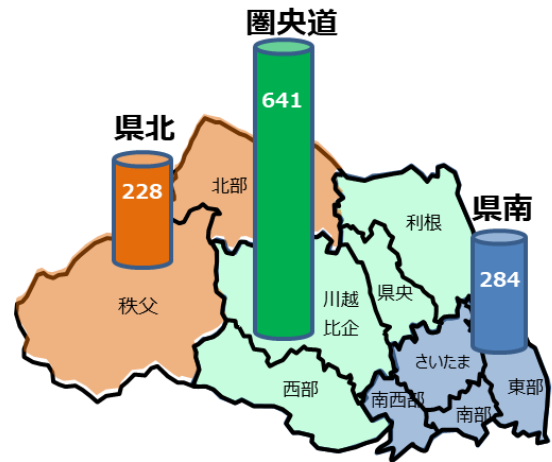 圏央道
641
県北
228
北部
利根
県南
284
秩父
川越
比企
県央
さいたま
西部
南西部
南部
東部